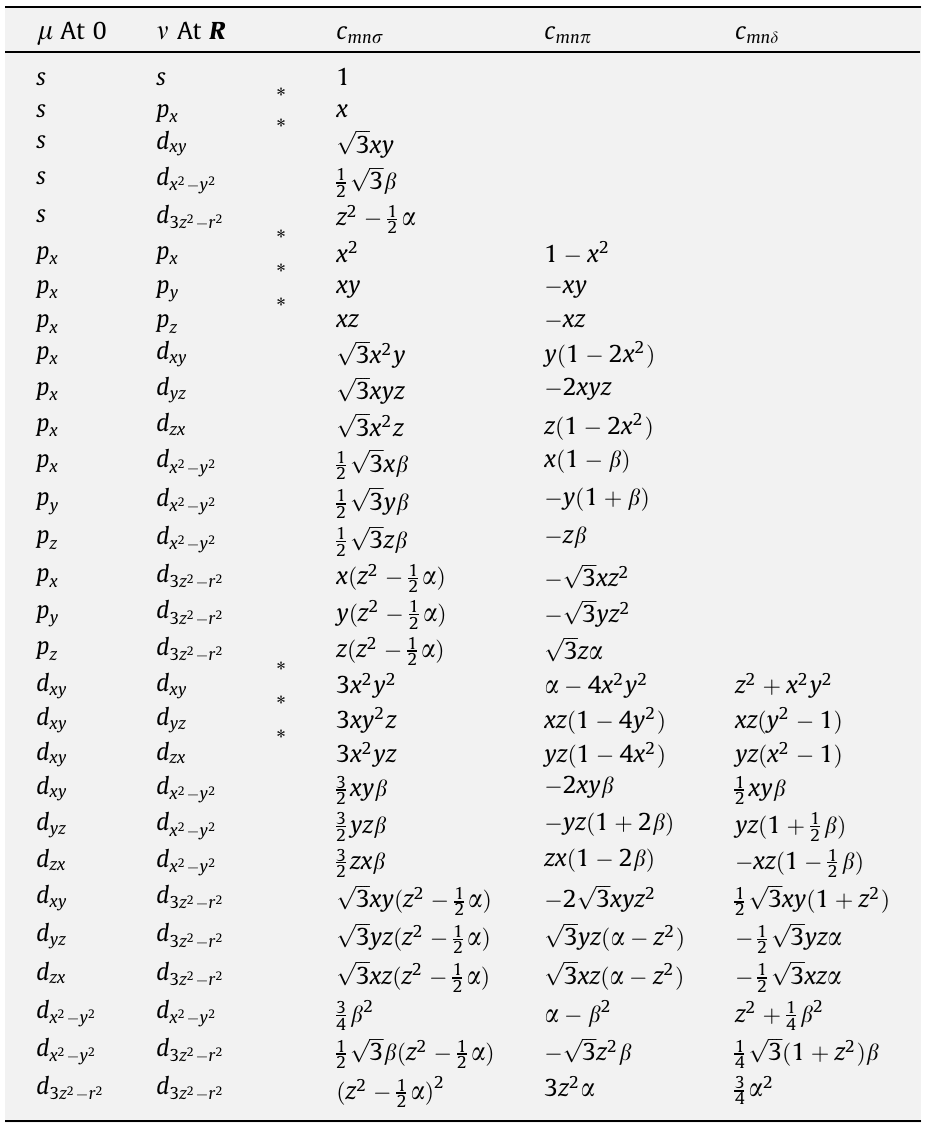 μ At 0 ν At R c_{mnσ} c_{mnπ} c_{mnδ}
s s * 1
s p_x * x
s d_{xy} √3xy
s d_{x²−y²} ½√3β
s d_{3z²−r²} * z² − ½α
p_x p_x * x² 1 − x²
p_x p_y * xy −xy
p_x p_z xz −xz
p_x d_{xy} √3x²y y(1 − 2x²)
p_x d_{yz} √3xyz −2xyz
p_x d_{zx} √3x²z z(1 − 2x²)
p_x d_{x²−y²} ½√3xβ x(1 − β)
p_y d_{x²−y²} ½√3yβ −y(1 + β)
p_z d_{x²−y²} ½√3zβ −zβ
p_x d_{3z²−r²} x(z² − ½α) −√3xz²
p_y d_{3z²−r²} y(z² − ½α) −√3yz²
p_z d_{3z²−r²} * z(z² − ½α) √3zα
d_{xy} d_{xy} * 3x²y² α − 4x²y² z² + x²y²
d_{xy} d_{yz} * 3xy²z xz(1 − 4y²) xz(y² − 1)
d_{xy} d_{zx} 3x²yz yz(1 − 4x²) yz(x² − 1)
d_{xy} d_{x²−y²} 3/2xyβ −2xyβ ½xyβ
d_{yz} d_{x²−y²} 3/2yzβ −yz(1 + 2β) yz(1 + ½β)
d_{zx} d_{x²−y²} 3/2zxβ zx(1 − 2β) −xz(1 − ½β)
d_{xy} d_{3z²−r²} √3xy(z² − ½α) −2√3xyz² ½√3xy(1 + z²)
d_{yz} d_{3z²−r²} √3yz(z² − ½α) √3yz(α − z²) −½√3yzα
d_{zx} d_{3z²−r²} √3xz(z² − ½α) √3xz(α − z²) −½√3xzα
d_{x²−y²} d_{x²−y²} ¾β² α − β² z² + ¼β²
d_{x²−y²} d_{3z²−r²} ½√3β(z² − ½α) −√3z²β ¼√3(1 + z²)β
d_{3z²−r²} d_{3z²−r²} (z² − ½α)² 3z²α ¾α²